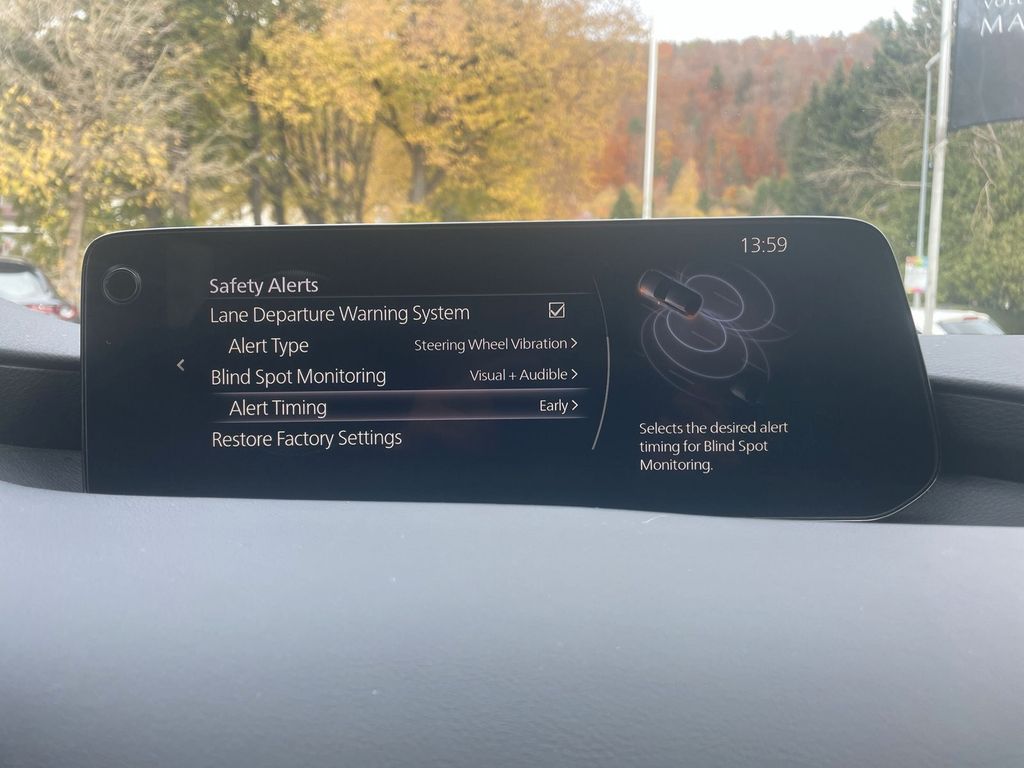 MA
13:59
Safety Alerts
Lane Departure Warning System
Alert Type Steering Wheel Vibration >
< Blind Spot Monitoring Visual + Audible >
Alert Timing Early >
Restore Factory Settings
Selects the desired alert
timing for Blind Spot
Monitoring.